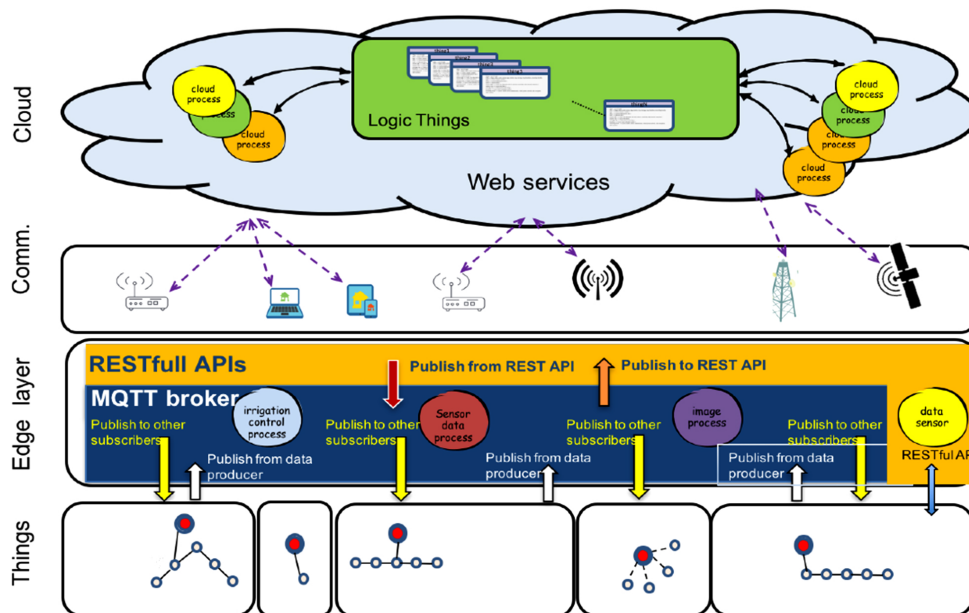 Cloud
cloud
process
cloud
process
cloud
process
Logic Things
Web services
cloud
process
cloud
process
cloud
process
cloud
process
Comm.
Edge layer
RESTfull APIs
Publish from REST API
Publish to REST API
MQTT broker
irrigation
control
process
Sensor
data
process
image
process
data
sensor
Publish to other
subscribers
Publish to other
subscribers
Publish to other
subscribers
Publish to other
subscribers
RESTful AP
Publish from data
producer
Publish from data
producer
Publish from data
producer
Things